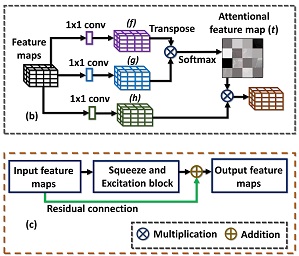 1x1 conv
(f)
Transpose
Attentional
feature map (t)
Feature
maps
1x1 conv
(g)
Softmax
1x1 conv
(h)
(b)
Input feature
maps
Squeeze and
Excitation block
Output feature
maps
Residual connection
(c)
Multiplication
Addition